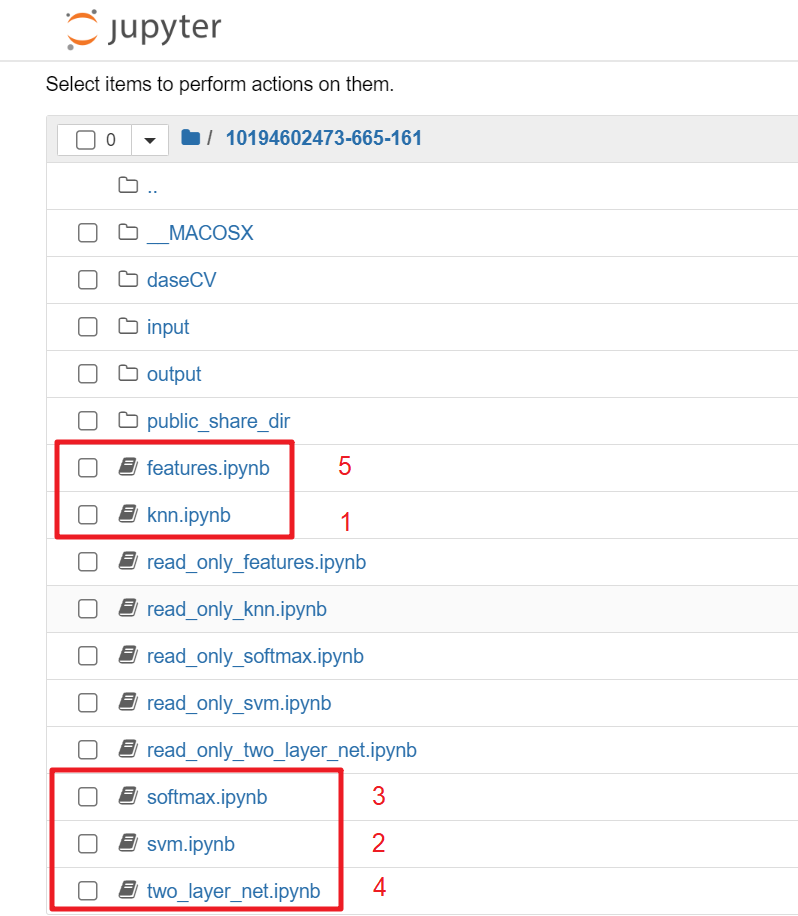 jupyter
Select items to perform actions on them.
0 / 10194602473-665-161
..
__MACOSX
daseCV
input
output
public_share_dir
features.ipynb 5
knn.ipynb 1
read_only_features.ipynb
read_only_knn.ipynb
read_only_softmax.ipynb
read_only_svm.ipynb
read_only_two_layer_net.ipynb
softmax.ipynb 3
svm.ipynb 2
two_layer_net.ipynb 4